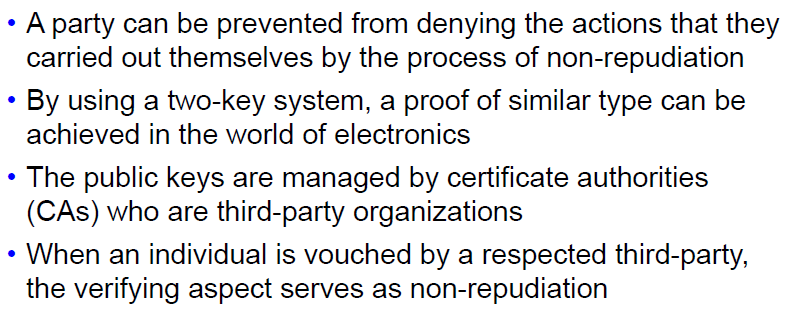 • A party can be prevented from denying the actions that they
carried out themselves by the process of non-repudiation
• By using a two-key system, a proof of similar type can be
achieved in the world of electronics
• The public keys are managed by certificate authorities
(CAs) who are third-party organizations
• When an individual is vouched by a respected third-party,
the verifying aspect serves as non-repudiation